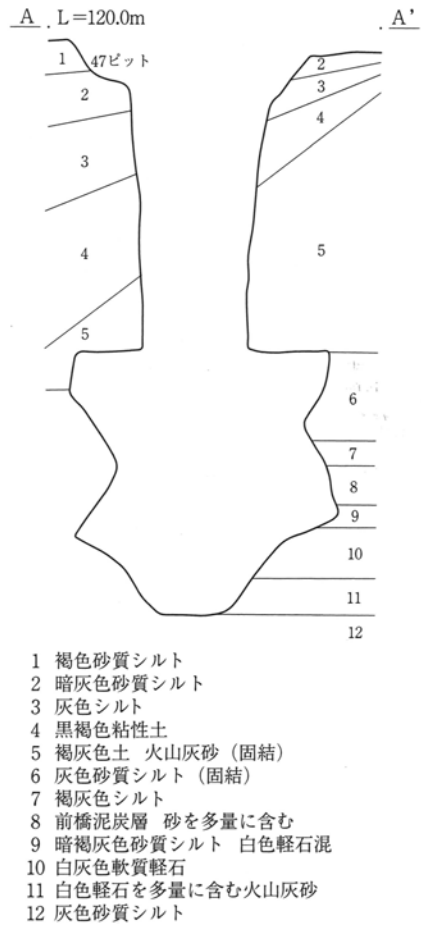 A . L=120.0m . A'
1 47ピット 2
2 3
4
3
4 5
5
6
7
8
9
10
11
12
1 褐色砂質シルト
2 暗灰色砂質シルト
3 灰色シルト
4 黒褐色粘性土
5 褐灰色土 火山灰砂（固結）
6 灰色砂質シルト（固結）
7 褐灰色シルト
8 前橋泥炭層 砂を多量に含む
9 暗褐灰色砂質シルト 白色軽石混
10 白灰色軟質軽石
11 白色軽石を多量に含む火山灰砂
12 灰色砂質シルト